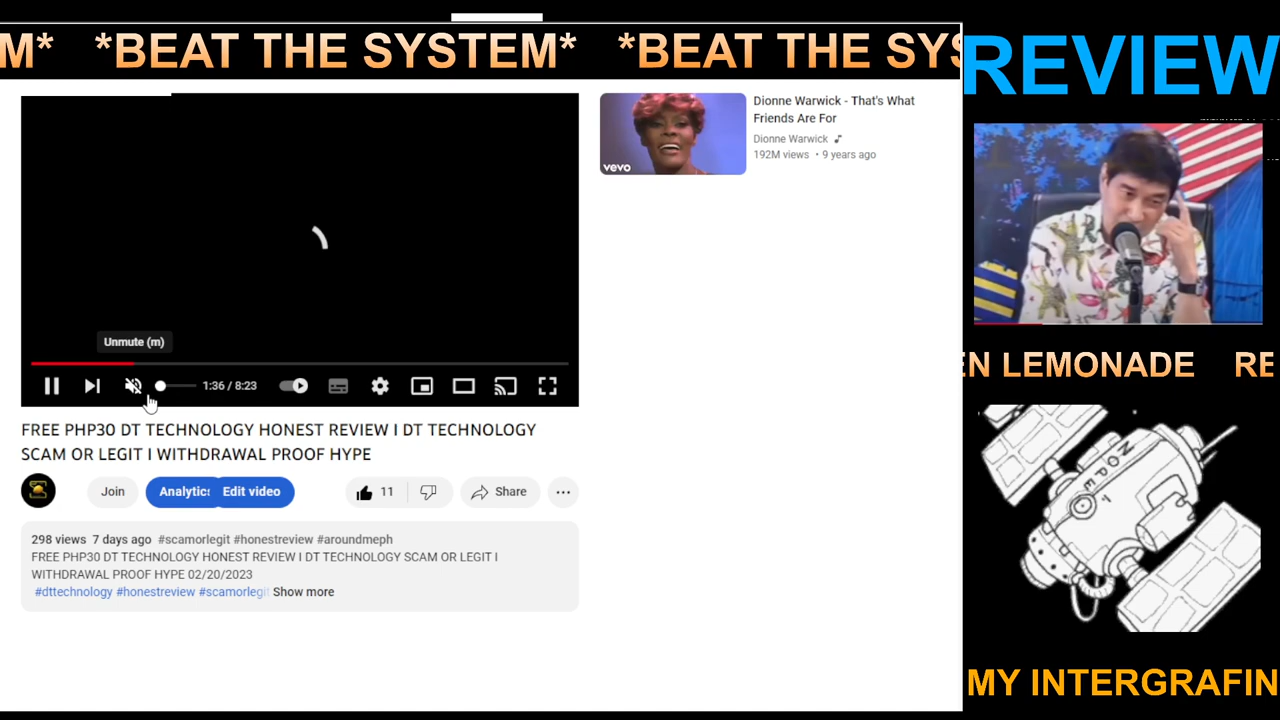 M* *BEAT THE SYSTEM* *BEAT THE SYS
REVIEW
Dionne Warwick - That's What
Friends Are For
Dionne Warwick
192M views • 9 years ago
vevo
Unmute (m)
1:36 / 8:23
FREE PHP30 DT TECHNOLOGY HONEST REVIEW I DT TECHNOLOGY
SCAM OR LEGIT I WITHDRAWAL PROOF HYPE
Join
Analytics
Edit video
11
Share
298 views 7 days ago #scamorlegit #honestreview #aroundmeph
FREE PHP30 DT TECHNOLOGY HONEST REVIEW I DT TECHNOLOGY SCAM OR LEGIT I
WITHDRAWAL PROOF HYPE 02/20/2023
#dttechnology #honestreview #scamorlegit Show more
EN LEMONADE RE
NOPET
MY INTERGRAFIN